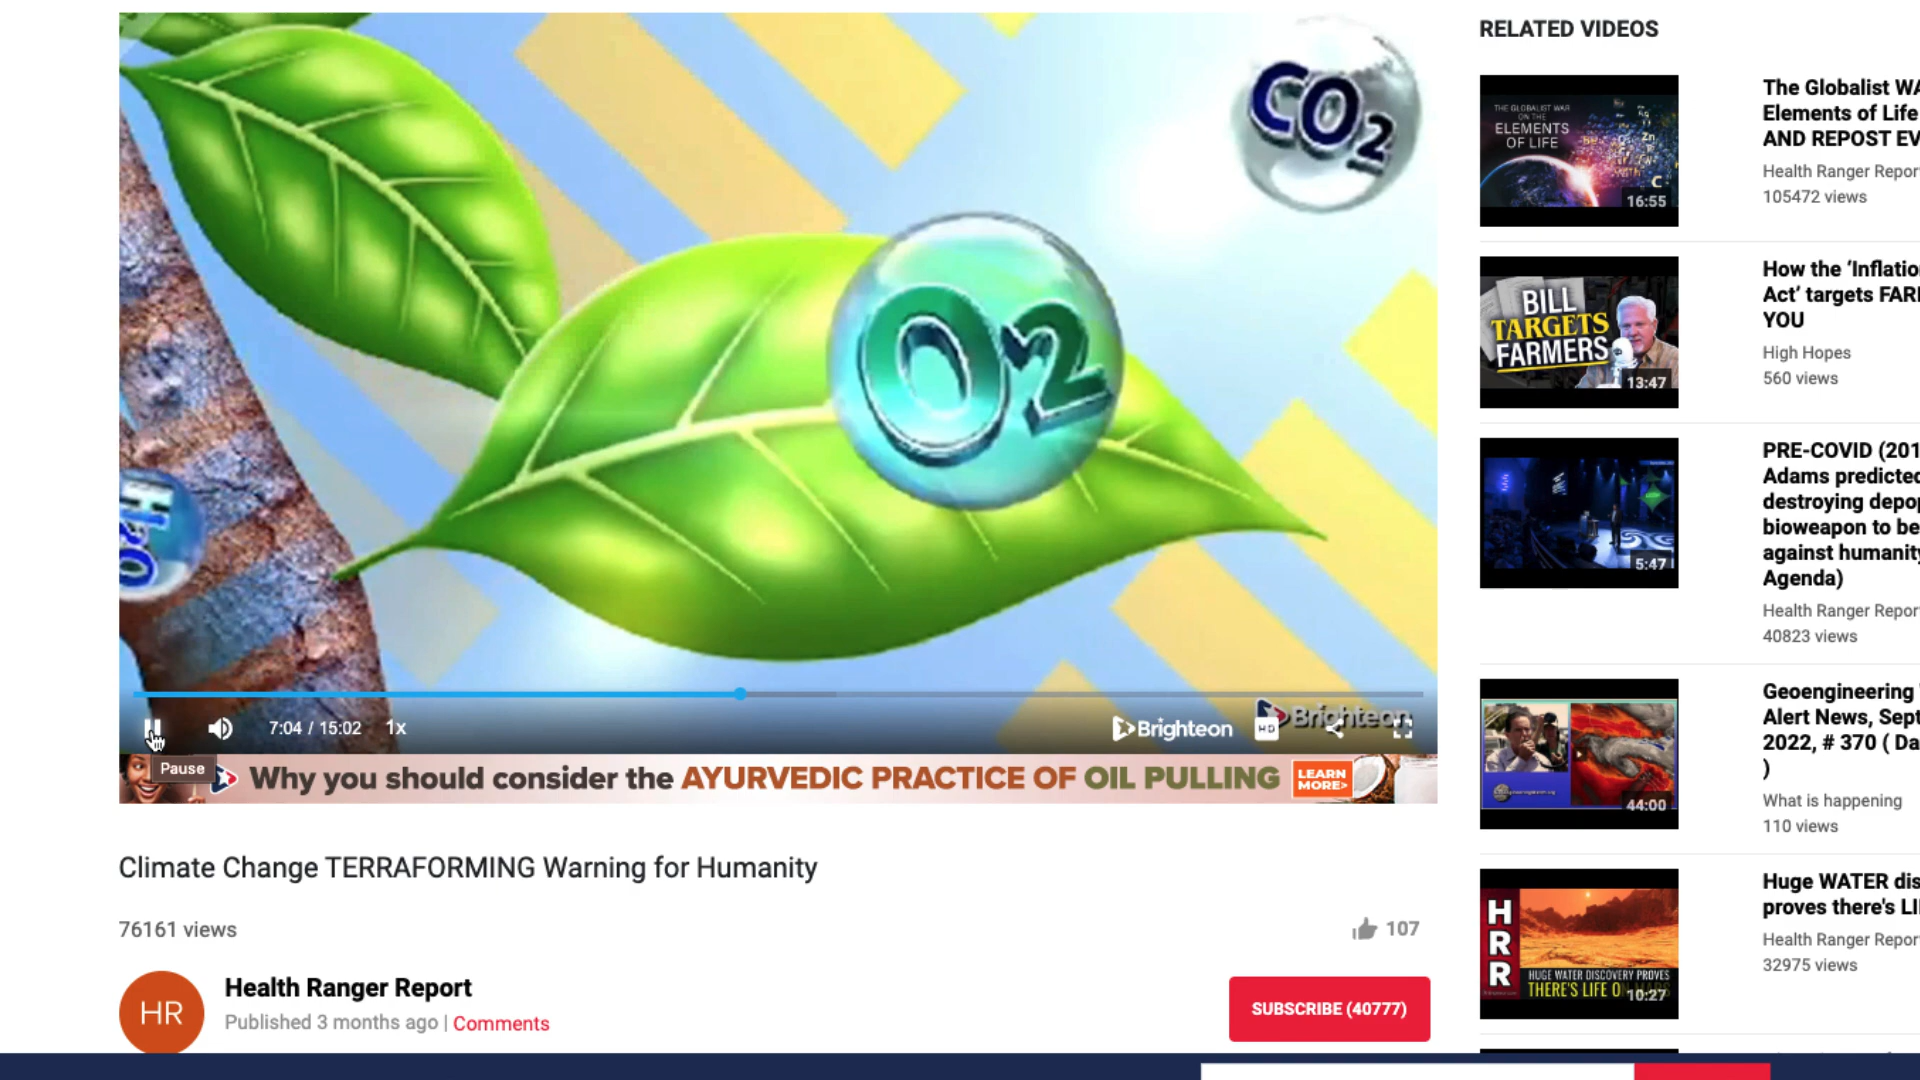 CO2
O2
7:04 / 15:02
1x
Brighteon
HD
Brighteon
Pause
Why you should consider the AYURVEDIC PRACTICE OF OIL PULLING
LEARN
MORE>
Climate Change TERRAFORMING Warning for Humanity
76161 views
107
HR
Health Ranger Report
Published 3 months ago | Comments
SUBSCRIBE (40777)
RELATED VIDEOS
THE GLOBALIST WAR
ON THE
ELEMENTS
OF LIFE
Zn
C
16:55
The Globalist WA
Elements of Life
AND REPOST EV
Health Ranger Repor
105472 views
BILL
TARGETS
FARMERS
13:47
How the ‘Inflatio
Act’ targets FAR
YOU
High Hopes
560 views
5:47
PRE-COVID (201
Adams predicted
destroying depop
bioweapon to be
against humanity
Agenda)
Health Ranger Repor
40823 views
44:00
Geoengineering
Alert News, Sept
2022, # 370 ( Da
)
What is happening
110 views
HRR
HUGE WATER DISCOVERY PROVES
THERE'S LIFE O
10:27
Huge WATER dis
proves there's LI
Health Ranger Repor
32975 views